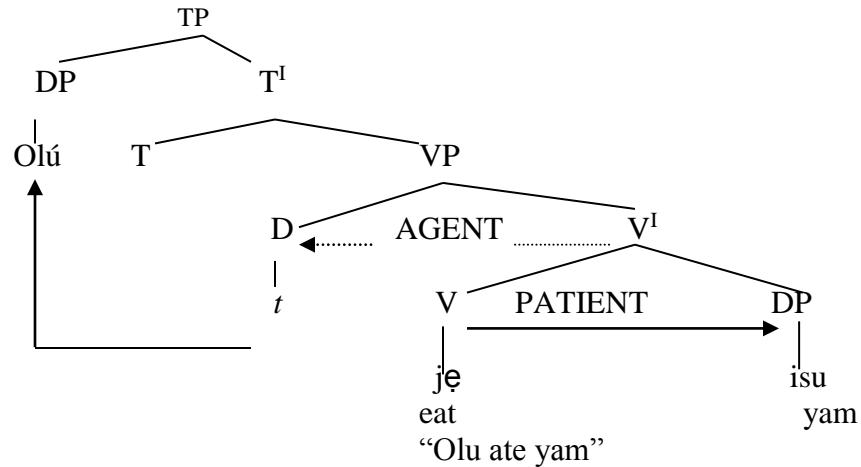 TP
DP T^I
Olú T VP
D AGENT V^I
t V PATIENT DP
jẹ isu
eat yam
“Olu ate yam”